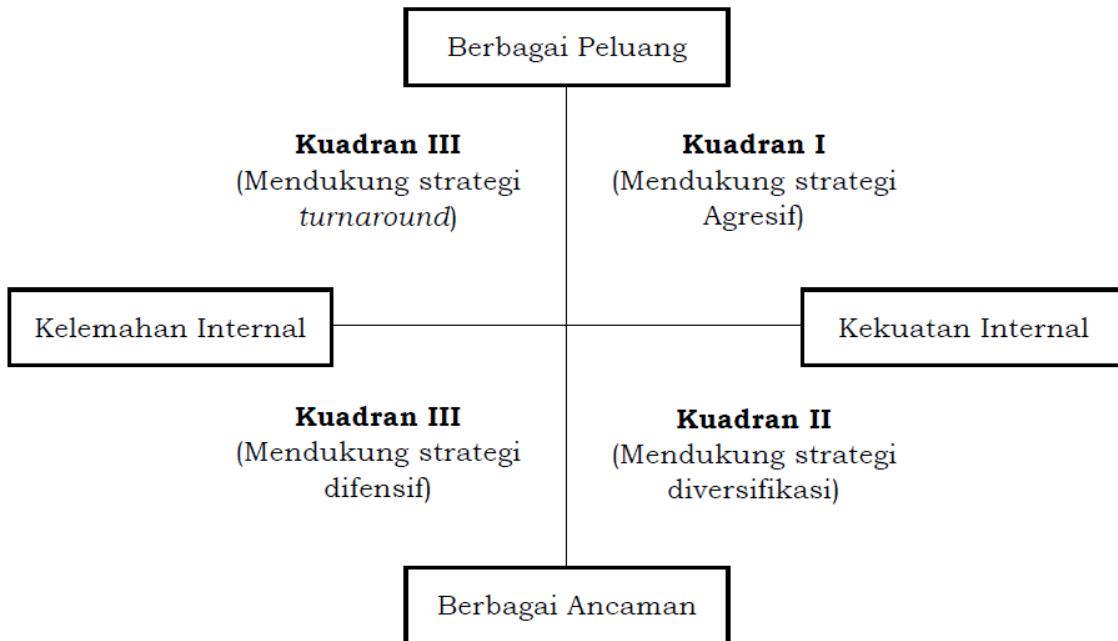 Berbagai Peluang
Kuadran III
(Mendukung strategi
turnaround)
Kuadran I
(Mendukung strategi
Agresif)
Kelemahan Internal
Kekuatan Internal
Kuadran III
(Mendukung strategi
difensif)
Kuadran II
(Mendukung strategi
diversifikasi)
Berbagai Ancaman